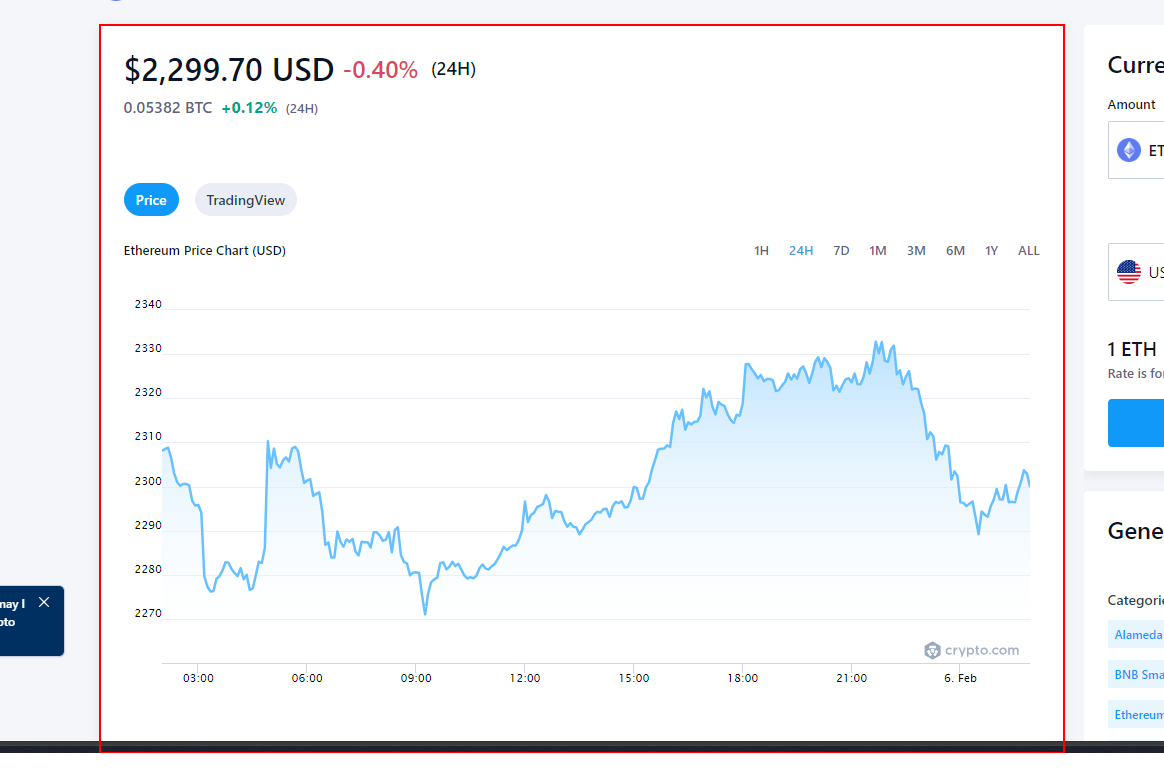 $2,299.70 USD -0.40% (24H)
0.05382 BTC +0.12% (24H)
Price TradingView
Ethereum Price Chart (USD) 1H 24H 7D 1M 3M 6M 1Y ALL
2340
2330
2320
2310
2300
2290
2280
2270
crypto.com
03:00 06:00 09:00 12:00 15:00 18:00 21:00 6. Feb
may I
Curre
Amount
ET
US
1 ETH
Rate is for
Gene
Categorie
Alameda
BNB Sma
Ethereum